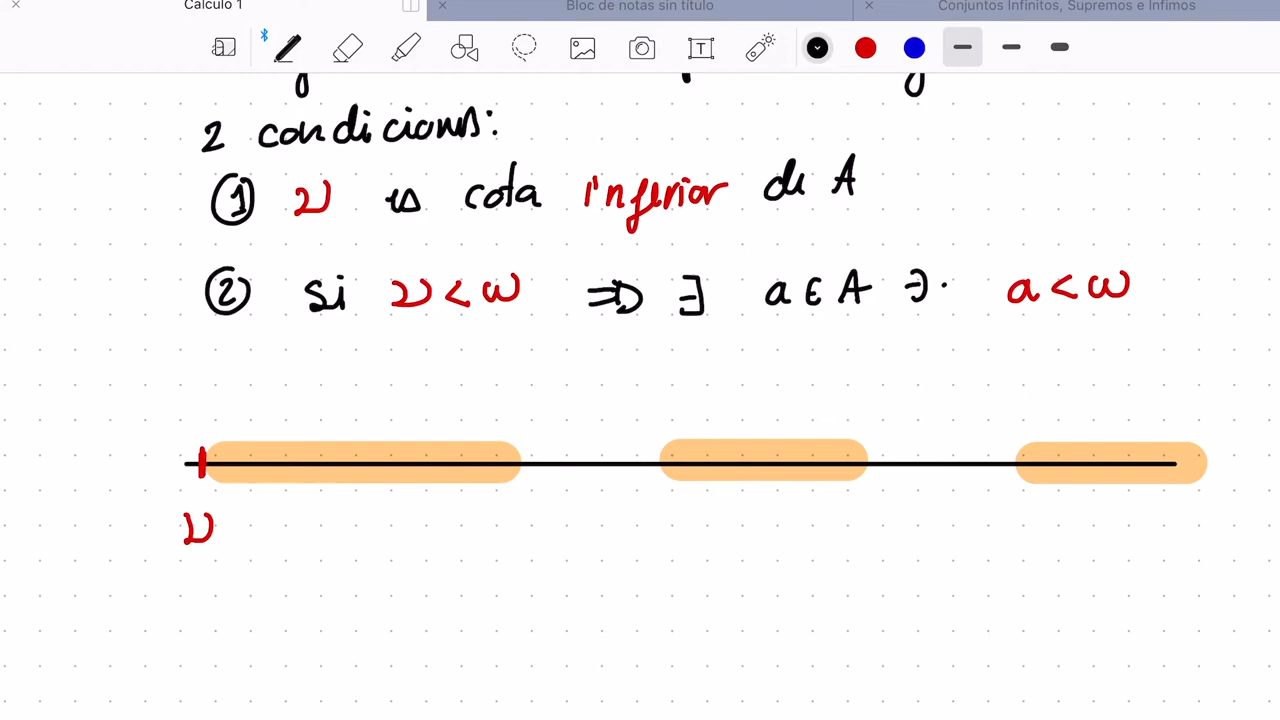 Calculo 1
Bloc de notas sin título
Conjuntos Infinitos, Supremos e Infimos
2 condiciones:
① ν es cota inferior de A
② si ν < ω ⇒ ∃ a ∈ A ∋· a < ω
ν